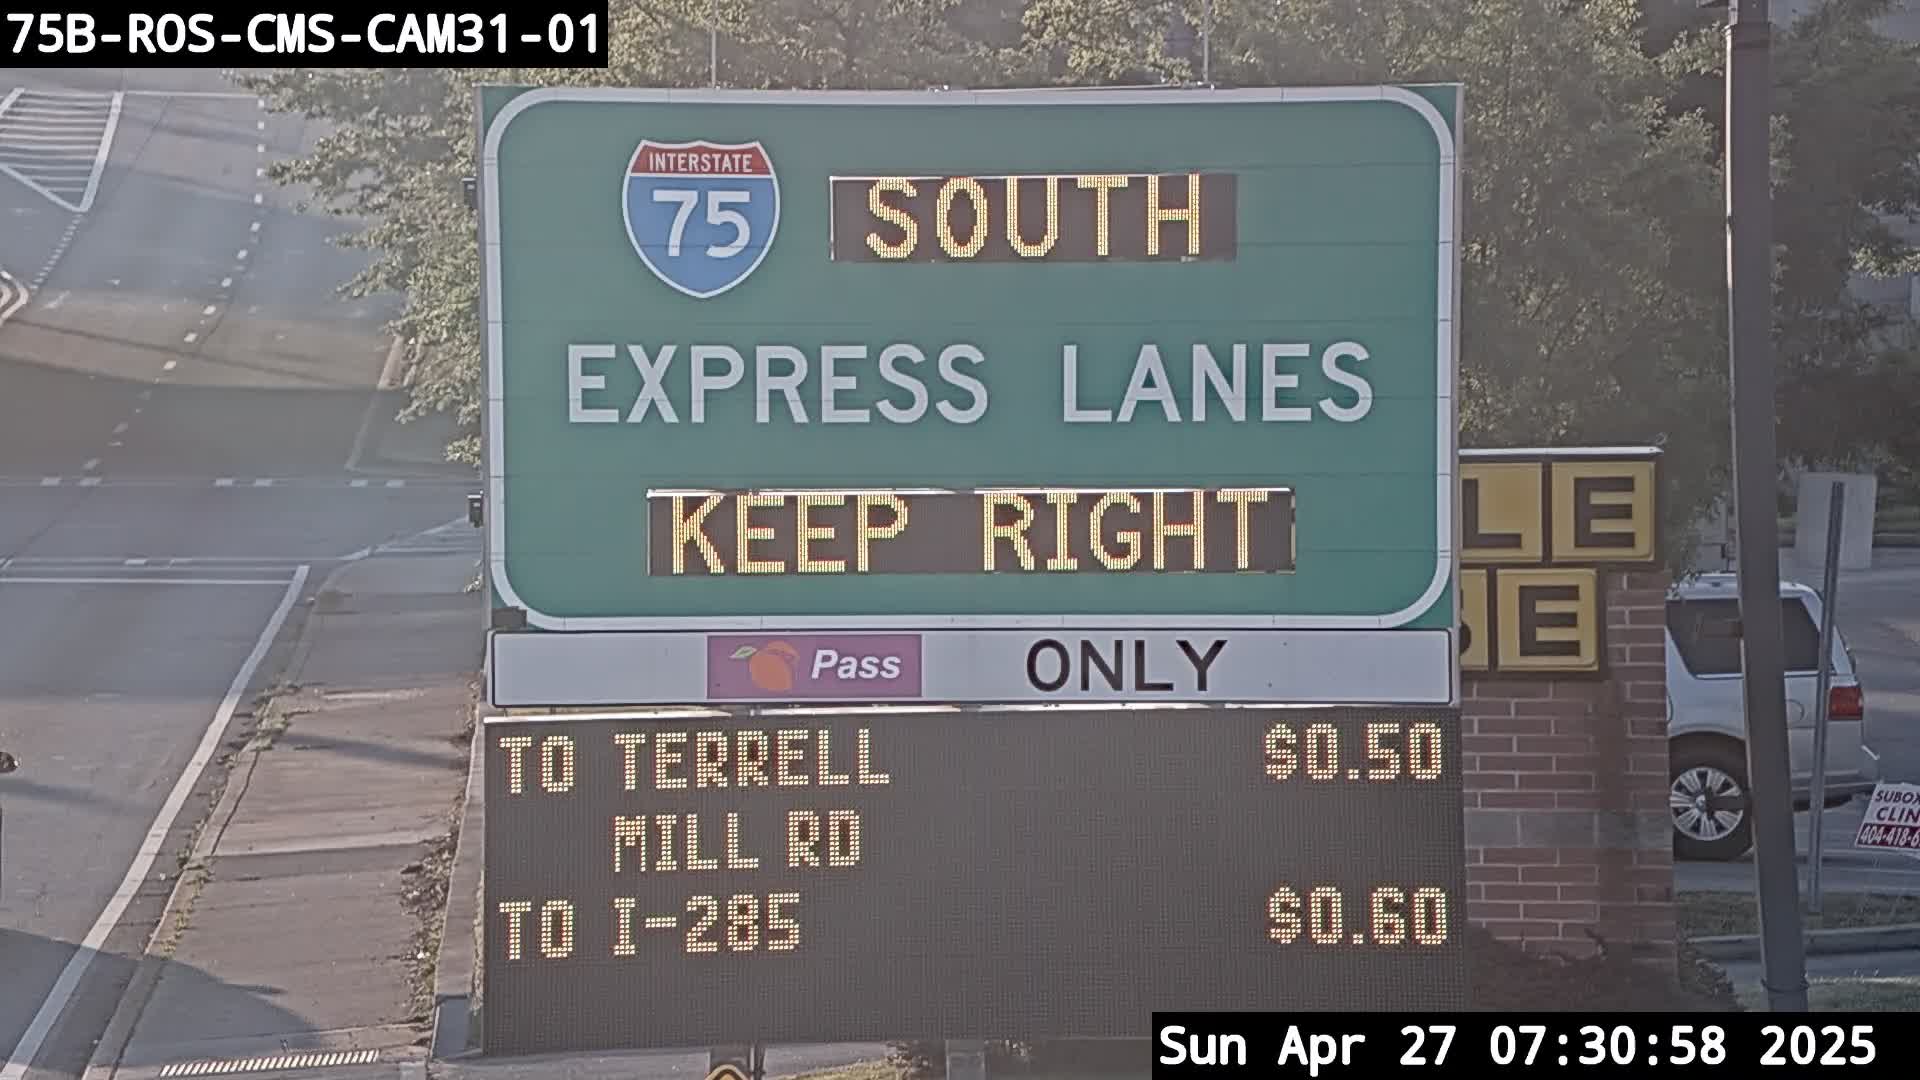 75B-ROS-CMS-CAM31-01
INTERSTATE
75
SOUTH
EXPRESS LANES
KEEP RIGHT
Pass ONLY
TO TERRELL $0.50
MILL RD
TO I-285 $0.60
LE
E
Sun Apr 27 07:30:58 2025